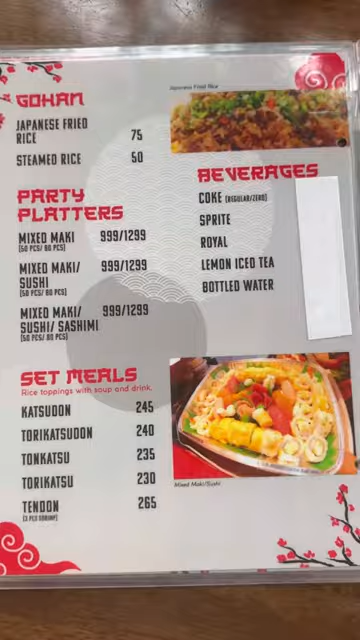 GOHAN
JAPANESE FRIED
RICE 75
STEAMED RICE 50
PARTY
PLATTERS
MIXED MAKI 999/1299
(50 PCS/ 80 PCS)
MIXED MAKI/ 999/1299
SUSHI
(50 PCS/ 80 PCS)
MIXED MAKI/ 999/1299
SUSHI/ SASHIMI
(50 PCS/ 80 PCS)
SET MEALS
Rice toppings with soup and drink.
KATSUDON 245
TORIKATSUDON 240
TONKATSU 235
TORIKATSU 230
TENDON 265
(3 PCS SHRIMP)
Japanese Fried Rice
BEVERAGES
COKE (REGULAR/ZERO)
SPRITE
ROYAL
LEMON ICED TEA
BOTTLED WATER
Mixed Maki/Sushi